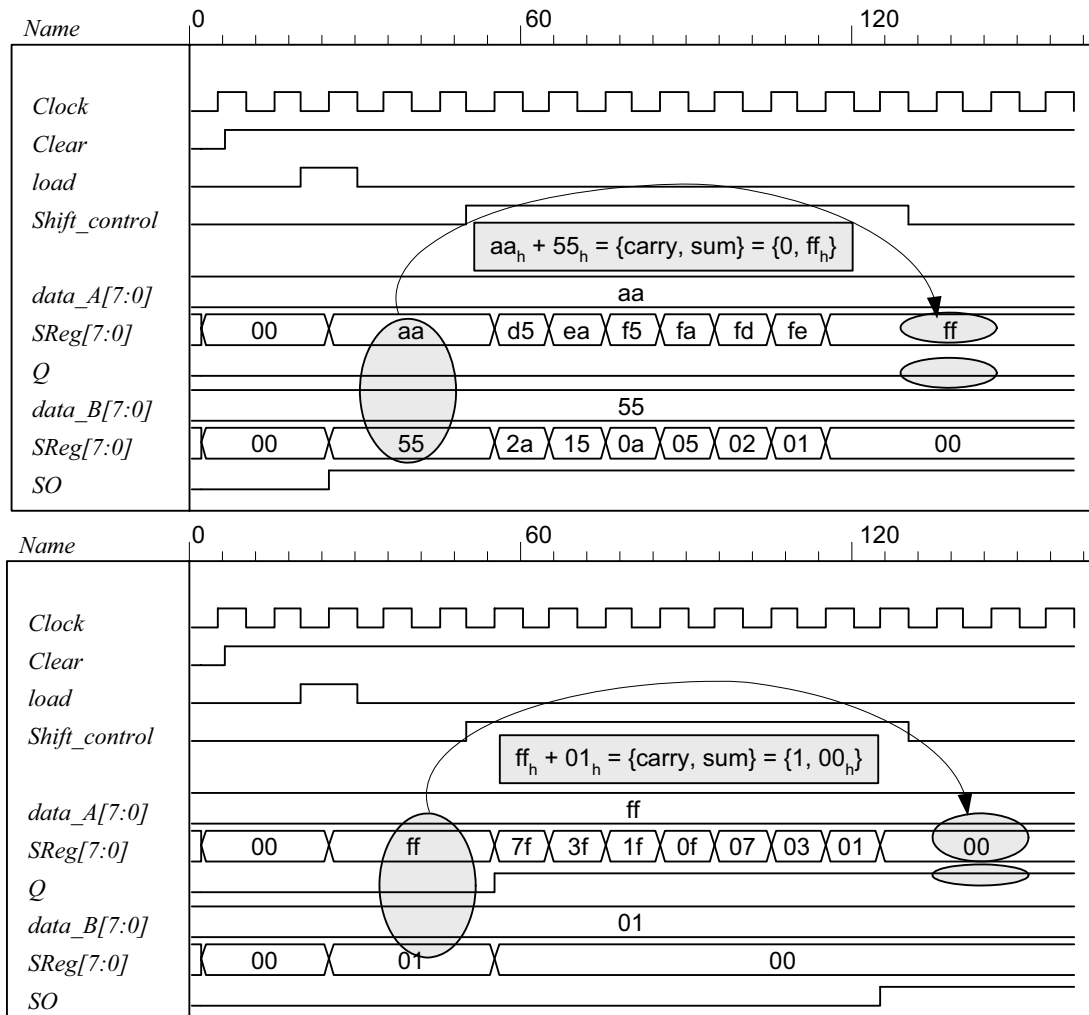 Name 0 60 120
Clock
Clear
load
Shift_control
aah + 55h = {carry, sum} = {0, ffh}
data_A[7:0] aa
SReg[7:0] 00 aa d5 ea f5 fa fd fe ff
Q
data_B[7:0] 55
SReg[7:0] 00 55 2a 15 0a 05 02 01 00
SO
Name 0 60 120
Clock
Clear
load
Shift_control
ffh + 01h = {carry, sum} = {1, 00h}
data_A[7:0] ff
SReg[7:0] 00 ff 7f 3f 1f 0f 07 03 01 00
Q
data_B[7:0] 01
SReg[7:0] 00 01 00
SO